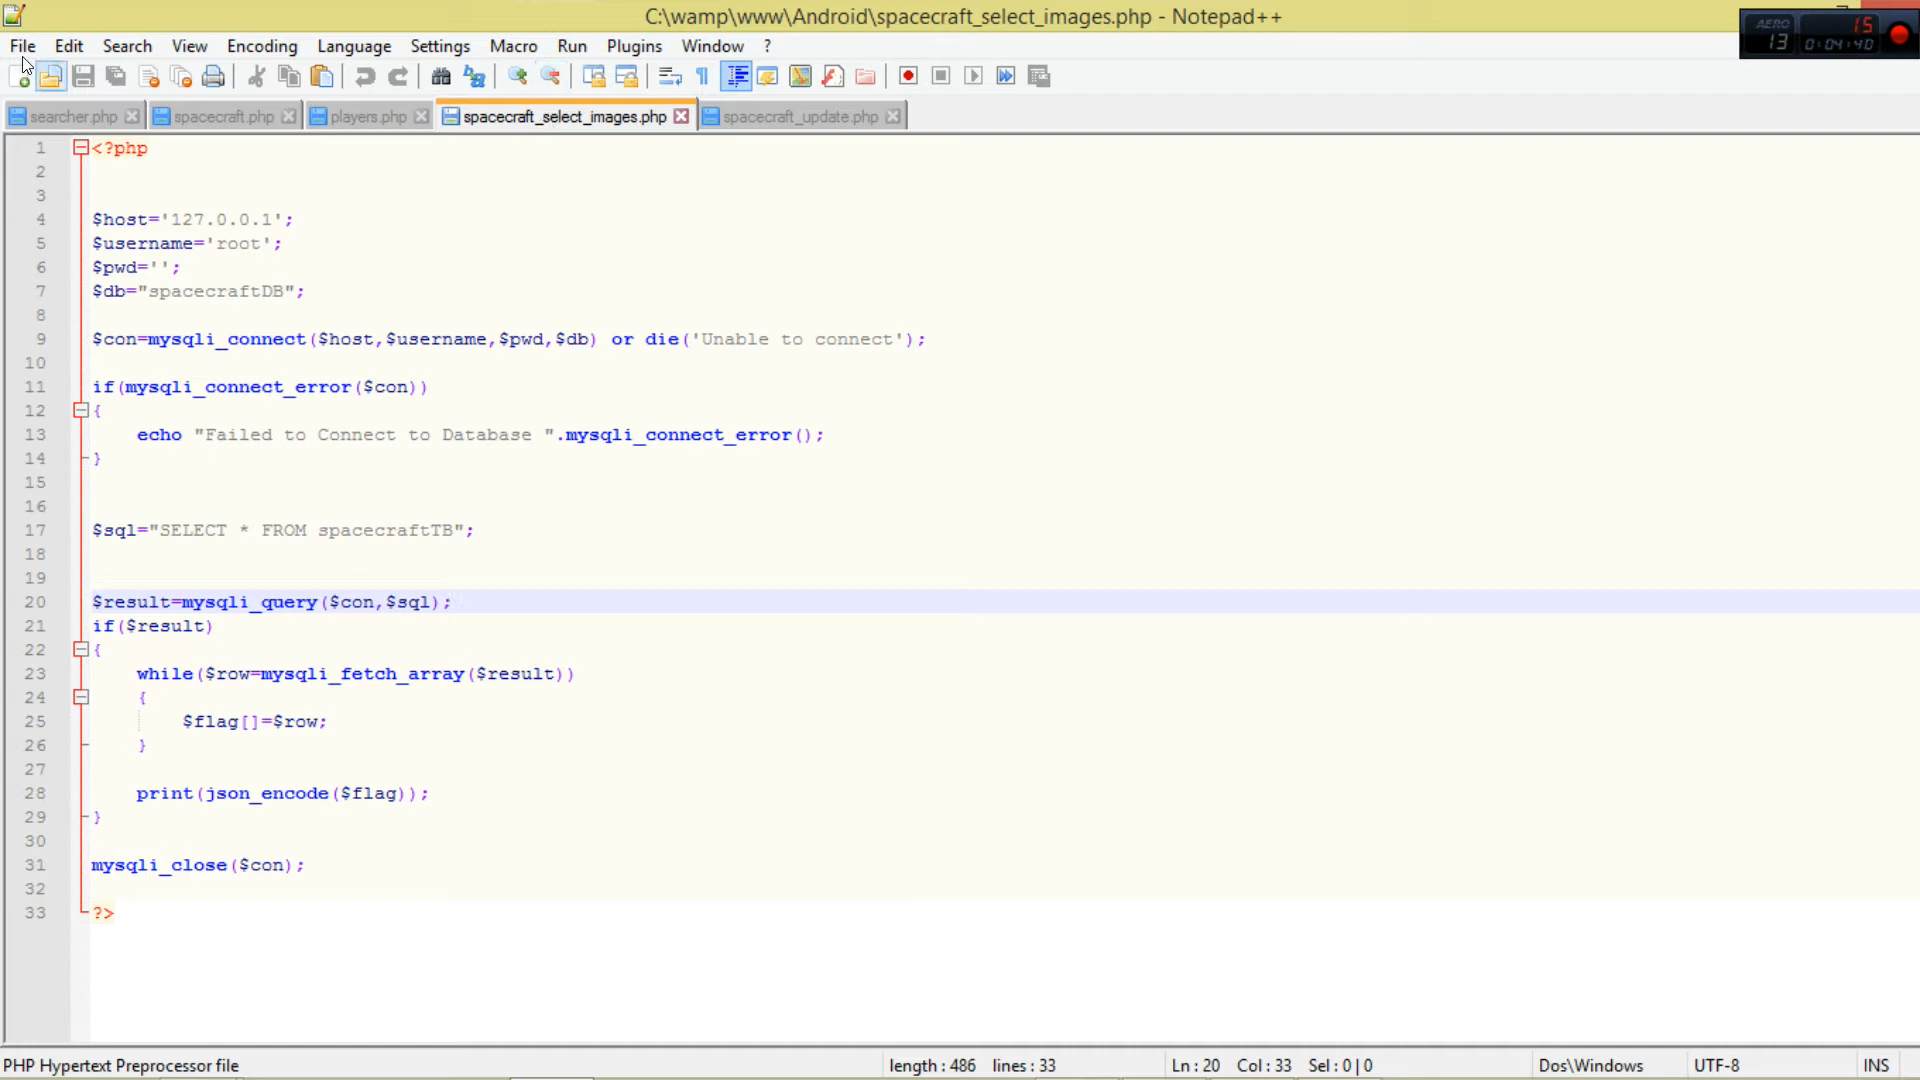 C:\wamp\www\Android\spacecraft_select_images.php - Notepad++
AERO
13
15
0:04:40
File Edit Search View Encoding Language Settings Macro Run Plugins Window ?
searcher.php spacecraft.php players.php spacecraft_select_images.php spacecraft_update.php
1 <?php
2
3
4 $host='127.0.0.1';
5 $username='root';
6 $pwd='';
7 $db="spacecraftDB";
8
9 $con=mysqli_connect($host,$username,$pwd,$db) or die('Unable to connect');
10
11 if(mysqli_connect_error($con))
12 {
13 echo "Failed to Connect to Database ".mysqli_connect_error();
14 }
15
16
17 $sql="SELECT * FROM spacecraftTB";
18
19
20 $result=mysqli_query($con,$sql);
21 if($result)
22 {
23 while($row=mysqli_fetch_array($result))
24 {
25 $flag[]=$row;
26 }
27
28 print(json_encode($flag));
29 }
30
31 mysqli_close($con);
32
33 ?>
PHP Hypertext Preprocessor file length : 486 lines : 33 Ln : 20 Col : 33 Sel : 0 | 0 Dos\Windows UTF-8 INS